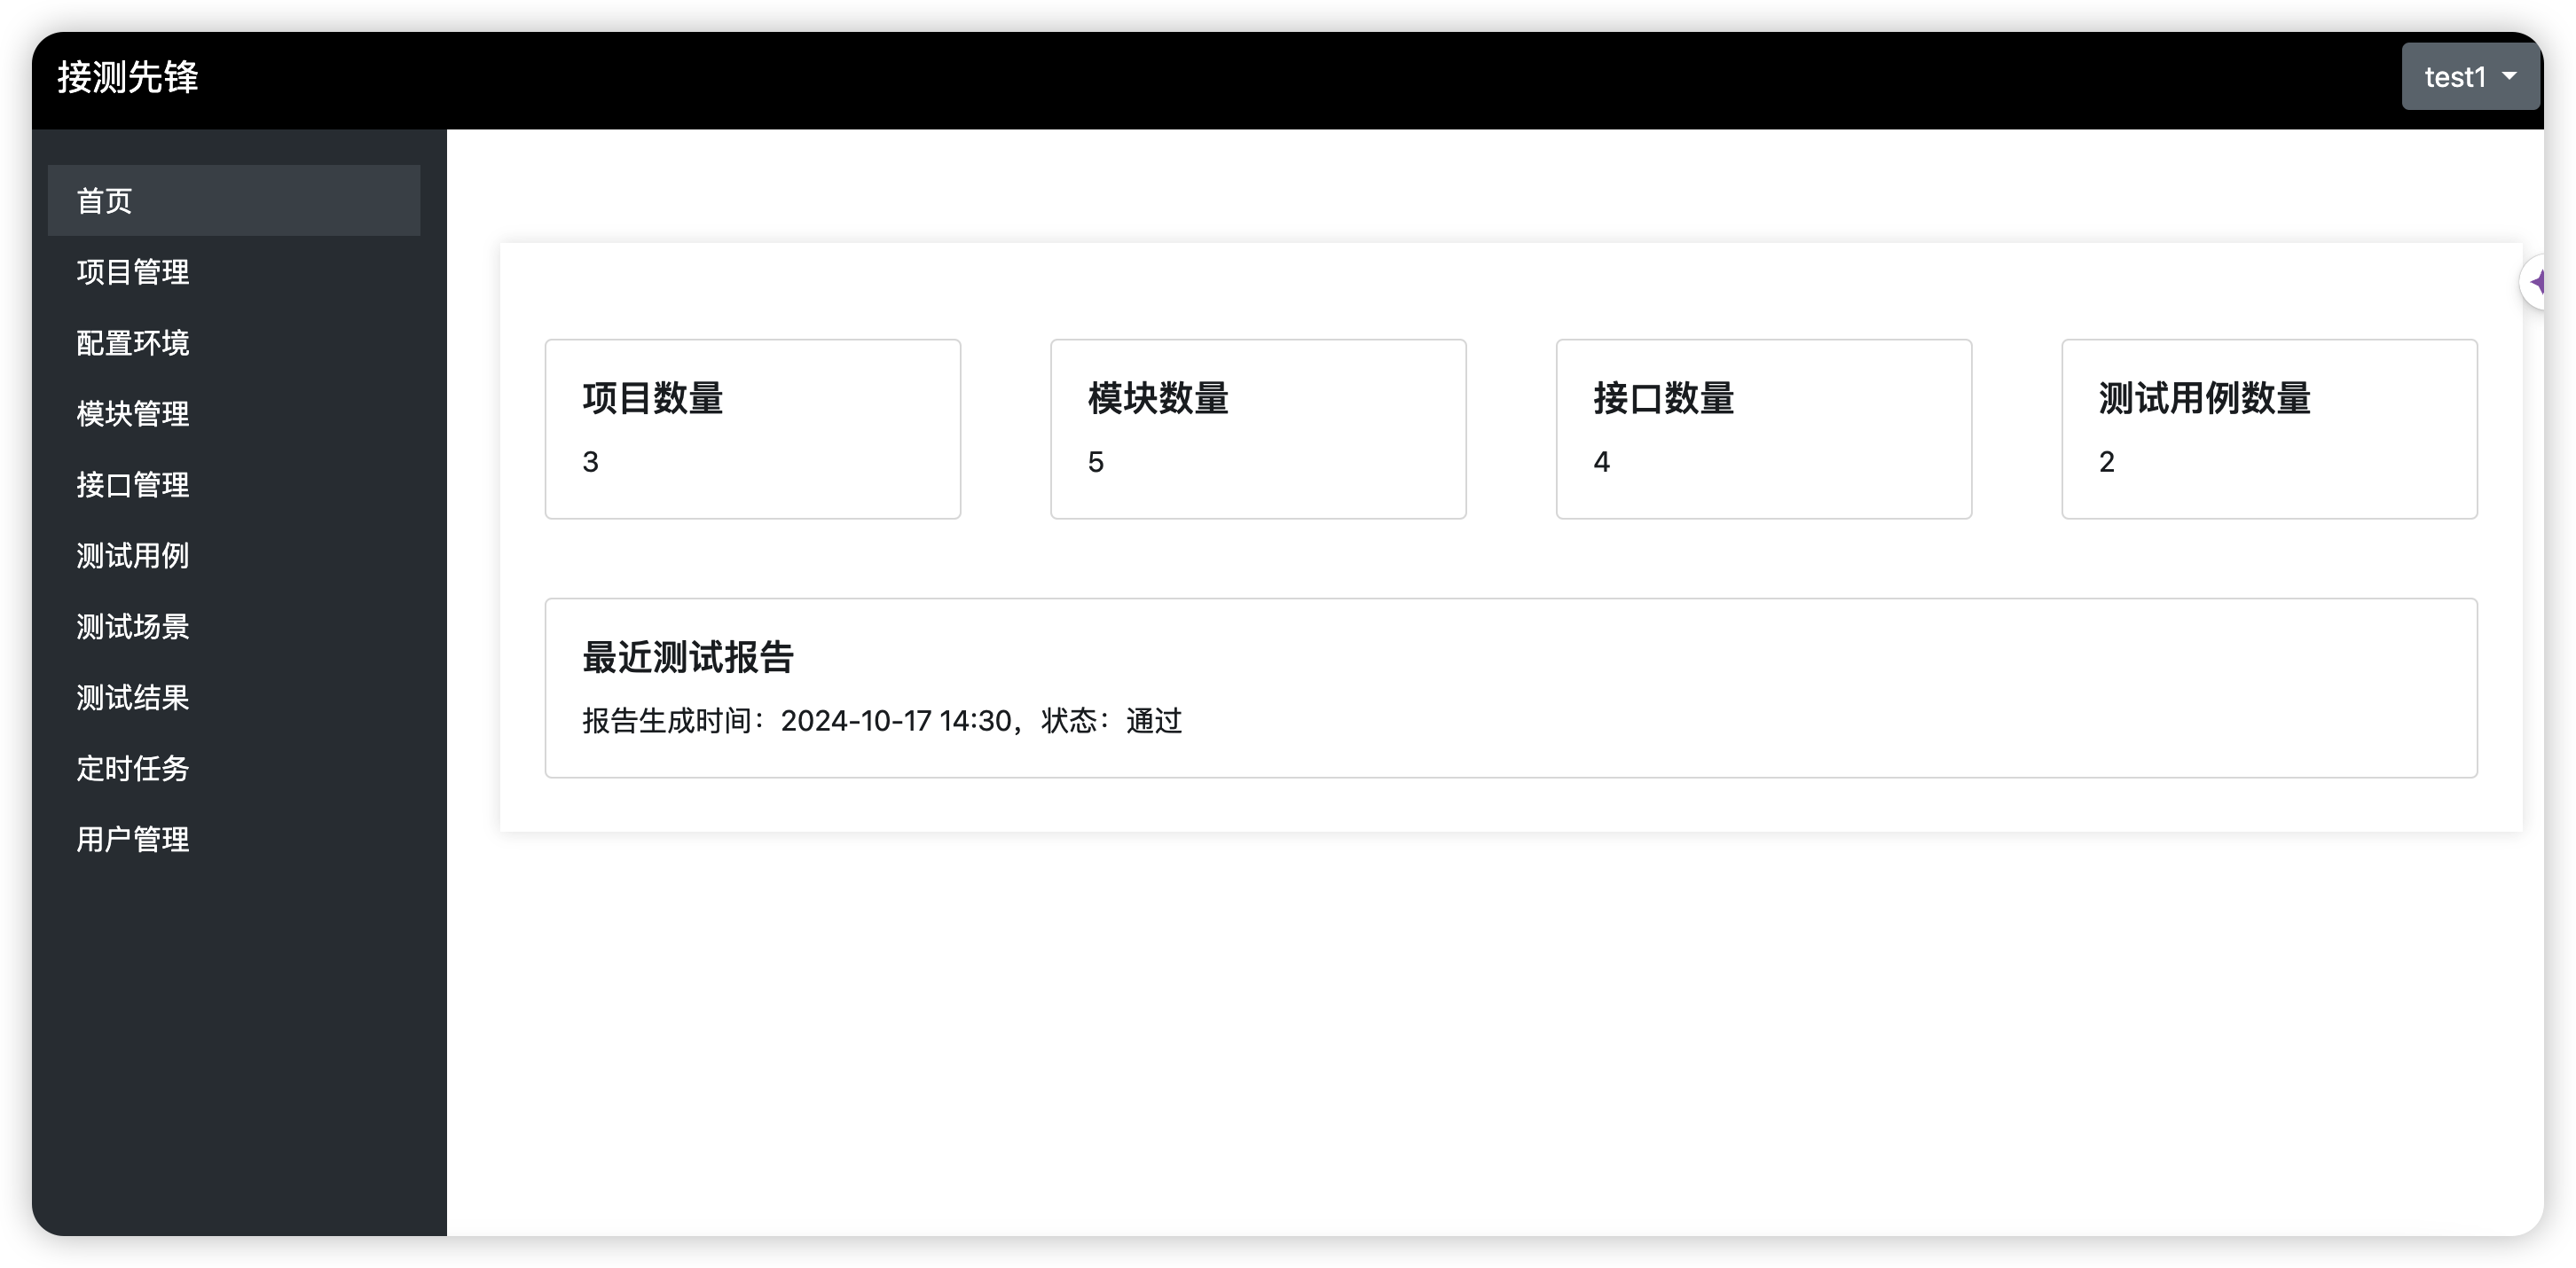 接测先锋
test1
首页
项目管理
配置环境
模块管理
接口管理
测试用例
测试场景
测试结果
定时任务
用户管理
项目数量
3
模块数量
5
接口数量
4
测试用例数量
2
最近测试报告
报告生成时间：2024-10-17 14:30，状态：通过